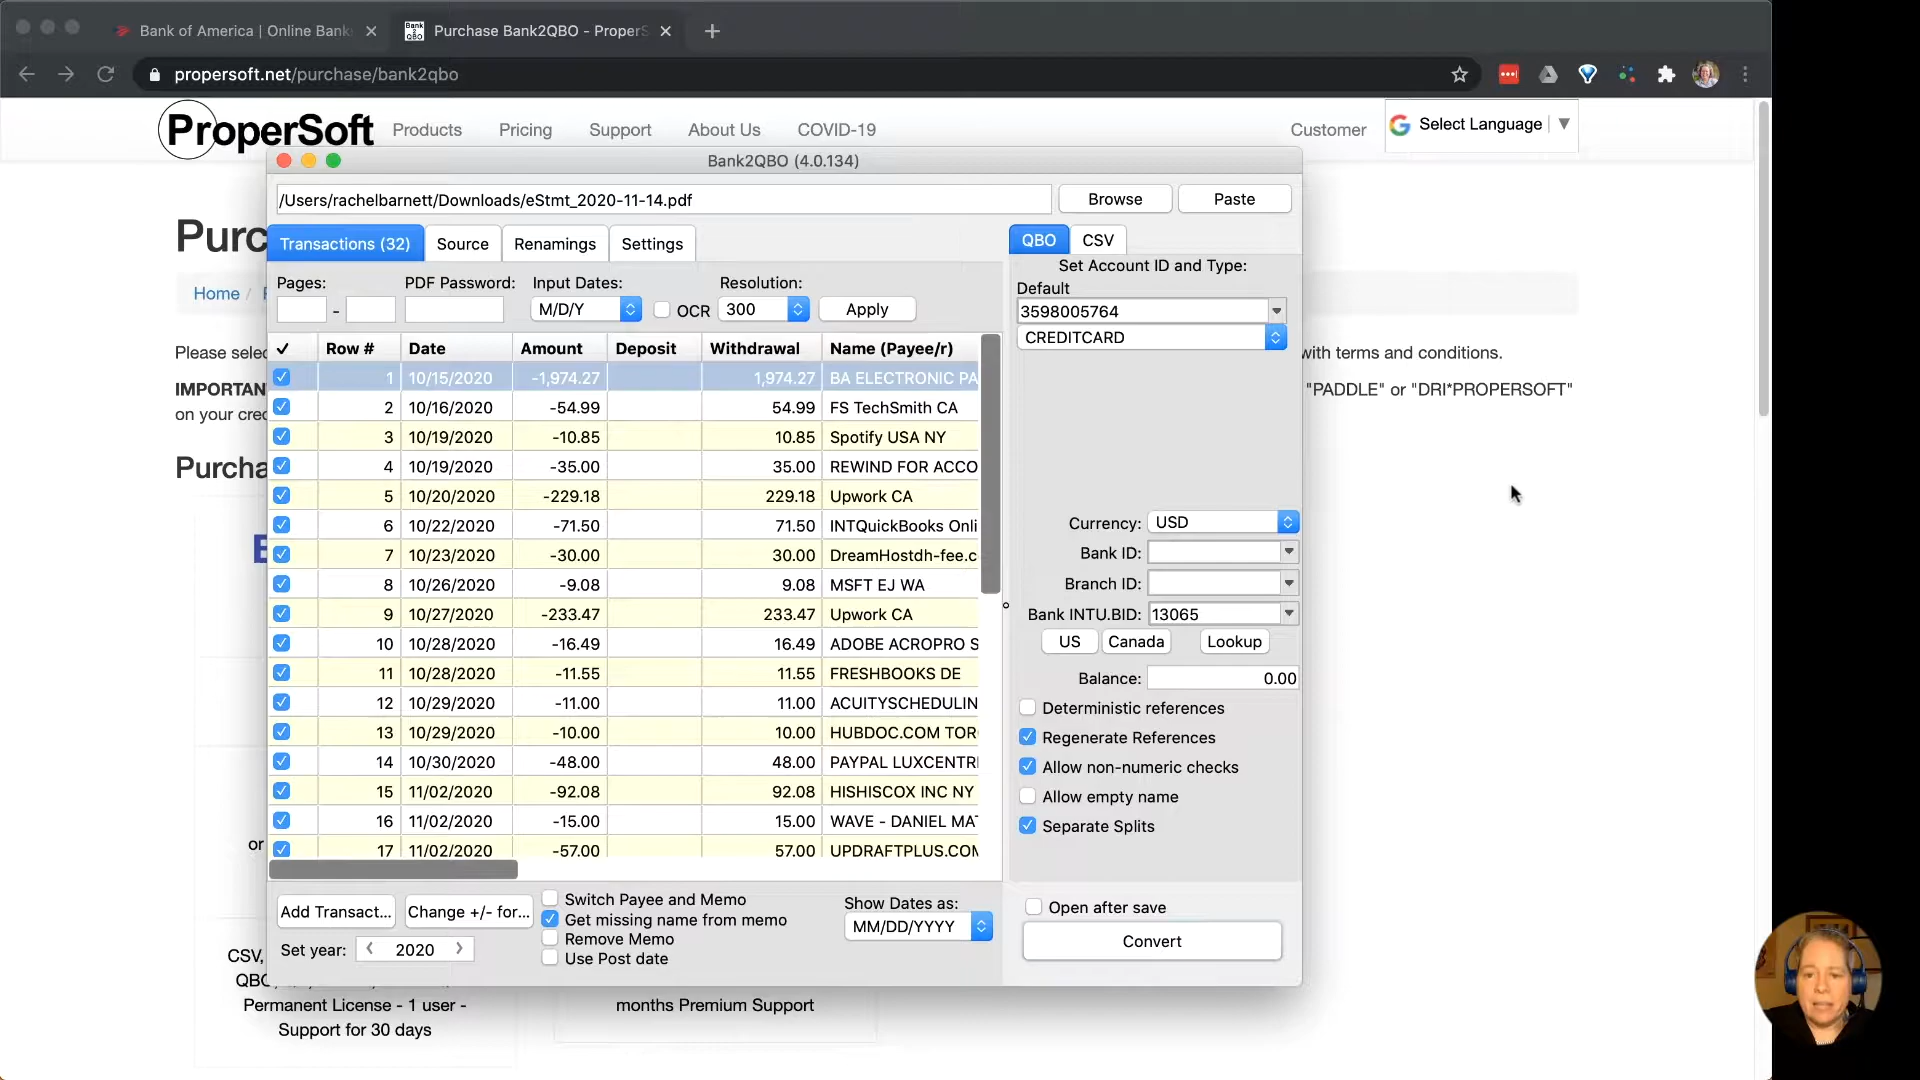 Bank of America | Online Bank
Purchase Bank2QBO - ProperS
propersoft.net/purchase/bank2qbo
ProperSoft
Products
Pricing
Support
About Us
COVID-19
Customer
Select Language
Bank2QBO (4.0.134)
/Users/rachelbarnett/Downloads/eStmt_2020-11-14.pdf
Browse
Paste
Purc
Transactions (32)
Source
Renamings
Settings
QBO
CSV
Set Account ID and Type:
Home /
Pages:
PDF Password:
Input Dates:
Resolution:
Default
-
M/D/Y
OCR
300
Apply
3598005764
CREDITCARD
Please selec
with terms and conditions.
IMPORTAN
"PADDLE" or "DRI*PROPERSOFT"
on your cre
Purcha
✓ Row # Date Amount Deposit Withdrawal Name (Payee/r)
1 10/15/2020 -1,974.27 1,974.27 BA ELECTRONIC PA
2 10/16/2020 -54.99 54.99 FS TechSmith CA
3 10/19/2020 -10.85 10.85 Spotify USA NY
4 10/19/2020 -35.00 35.00 REWIND FOR ACCO
5 10/20/2020 -229.18 229.18 Upwork CA
6 10/22/2020 -71.50 71.50 INTQuickBooks Onli
7 10/23/2020 -30.00 30.00 DreamHostdh-fee.c
8 10/26/2020 -9.08 9.08 MSFT EJ WA
9 10/27/2020 -233.47 233.47 Upwork CA
10 10/28/2020 -16.49 16.49 ADOBE ACROPRO S
11 10/28/2020 -11.55 11.55 FRESHBOOKS DE
12 10/29/2020 -11.00 11.00 ACUITYSCHEDULIN
13 10/29/2020 -10.00 10.00 HUBDOC.COM TOR
14 10/30/2020 -48.00 48.00 PAYPAL LUXCENTR
15 11/02/2020 -92.08 92.08 HISHISCOX INC NY
16 11/02/2020 -15.00 15.00 WAVE - DANIEL MAT
17 11/02/2020 -57.00 57.00 UPDRAFTPLUS.COM
Currency: USD
Bank ID:
Branch ID:
Bank INTU.BID: 13065
US
Canada
Lookup
Balance: 0.00
Deterministic references
Regenerate References
Allow non-numeric checks
Allow empty name
Separate Splits
or
Add Transact...
Change +/- for...
Switch Payee and Memo
Get missing name from memo
Remove Memo
Use Post date
Set year: 2020
Show Dates as:
MM/DD/YYYY
Open after save
Convert
CSV,
QBO
Permanent License - 1 user -
Support for 30 days
months Premium Support